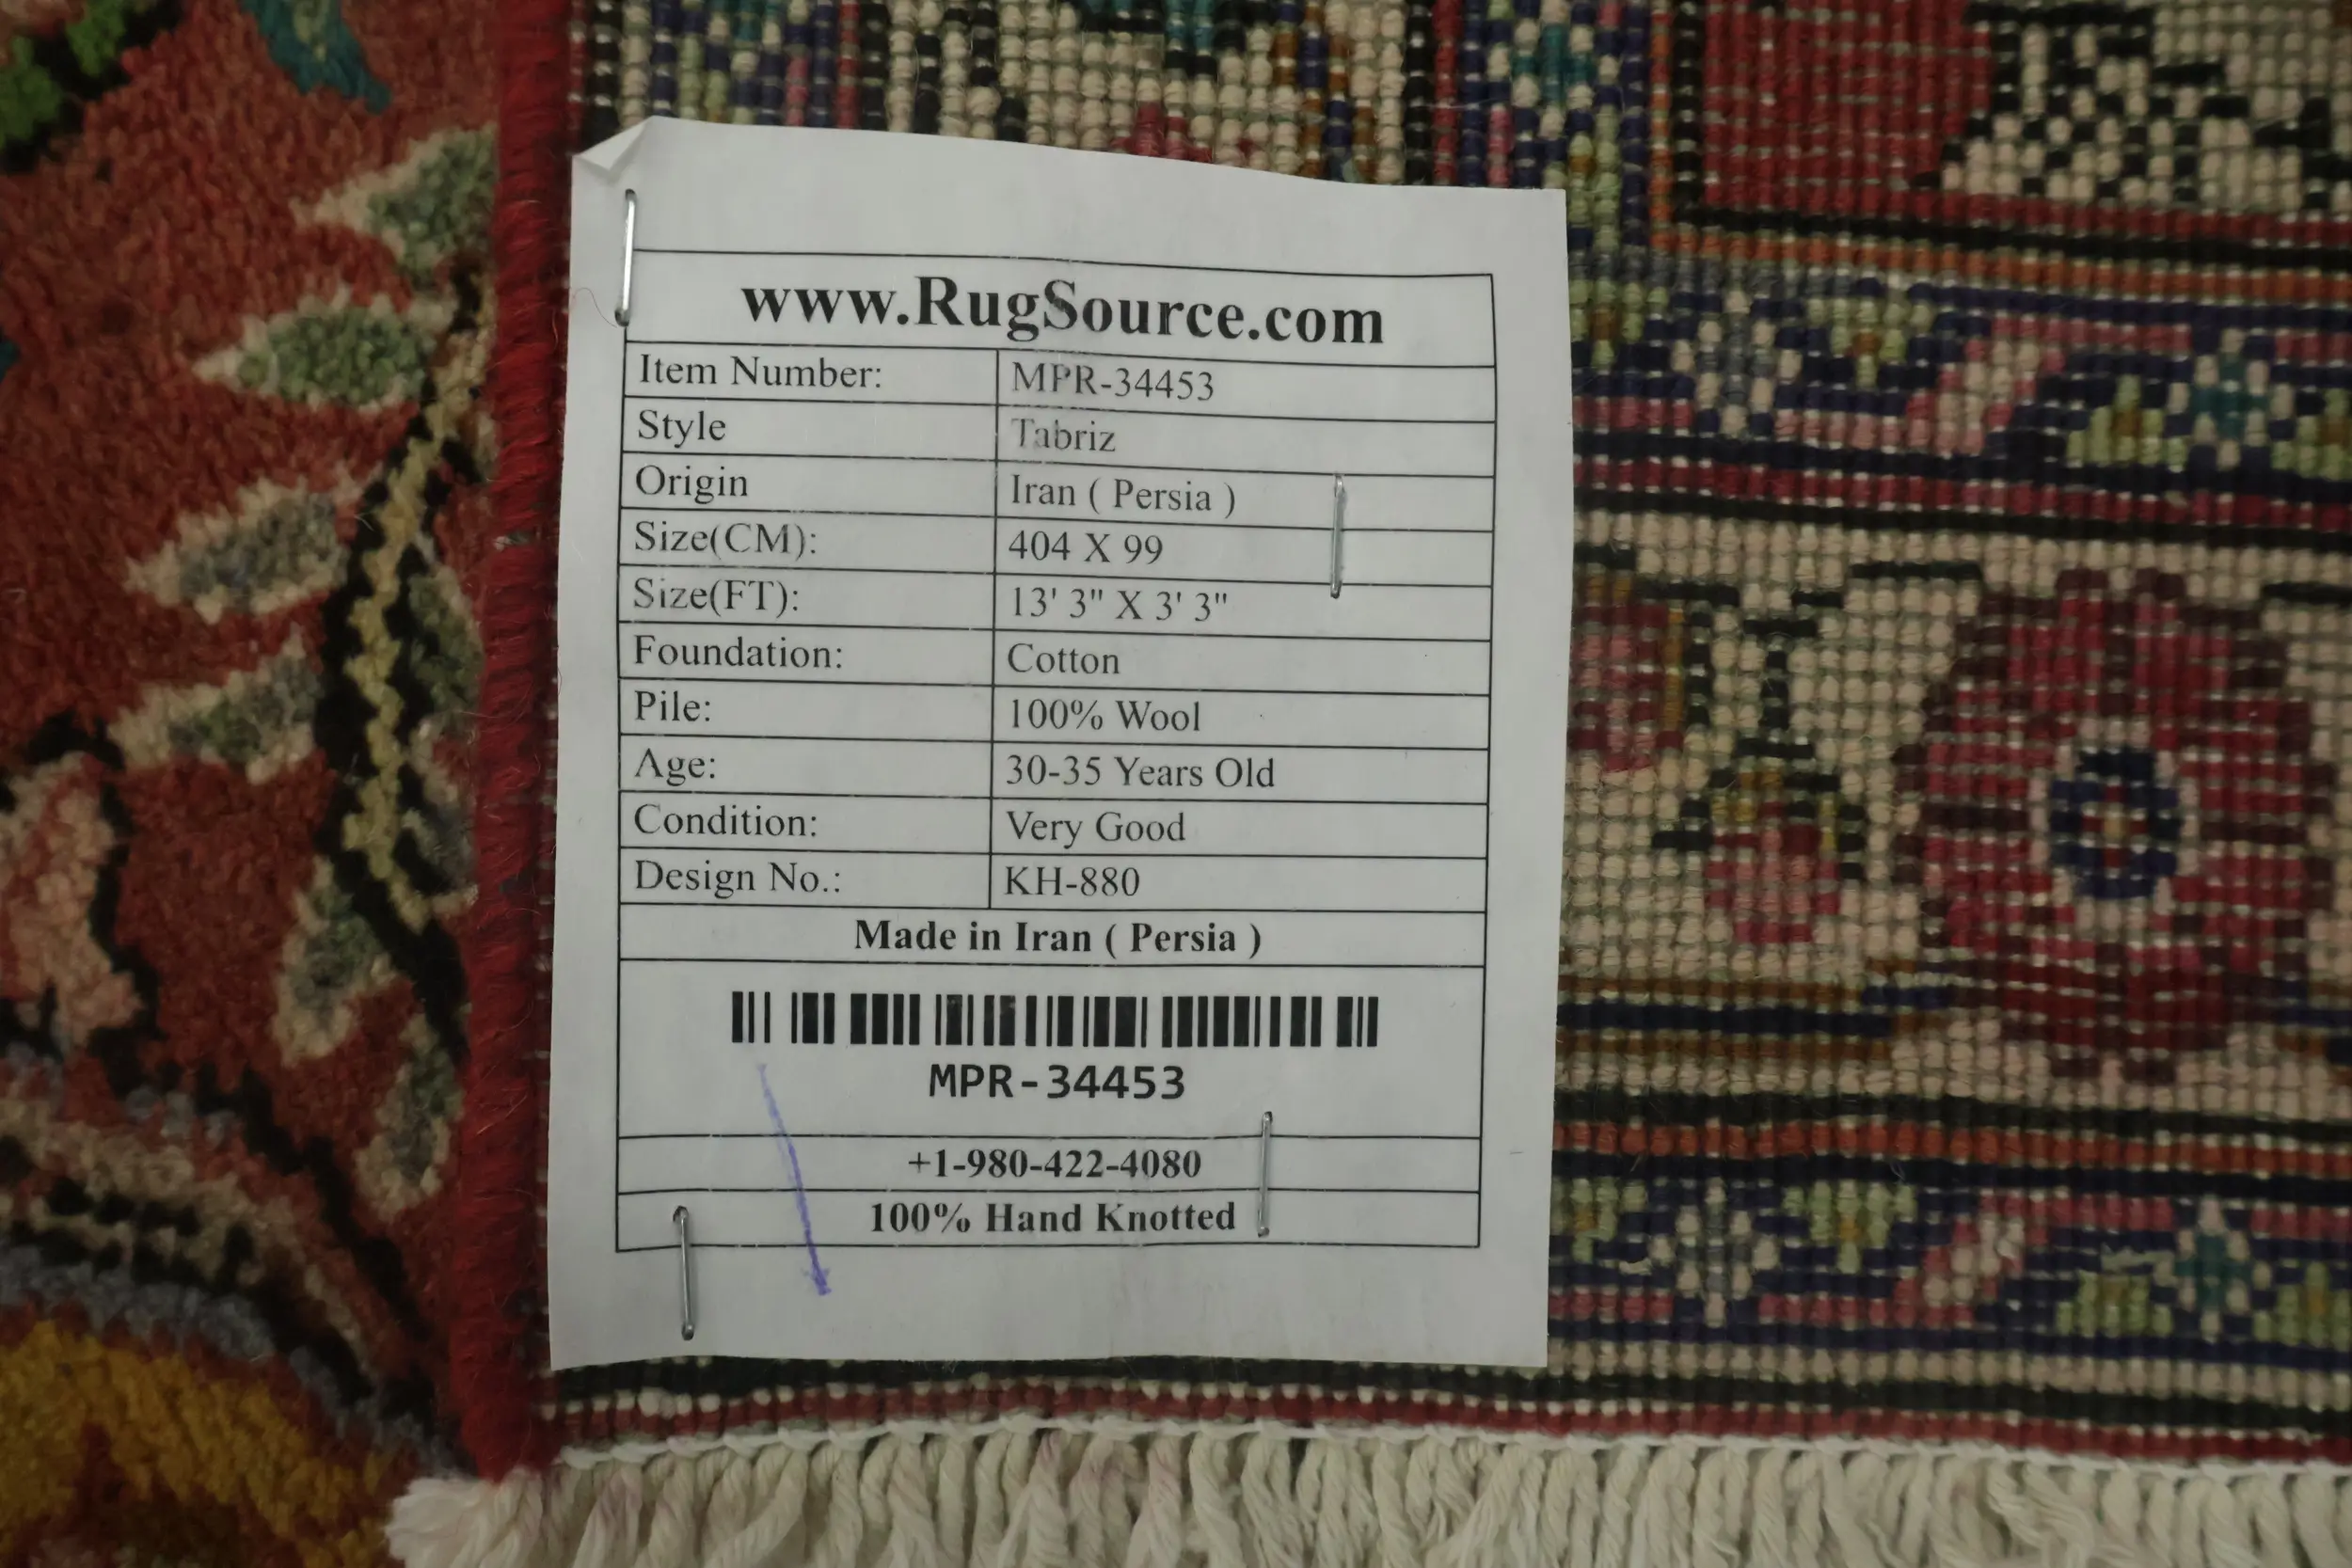 www.RugSource.com
Item Number: MPR-34453
Style Tabriz
Origin Iran ( Persia )
Size(CM): 404 X 99
Size(FT): 13' 3" X 3' 3"
Foundation: Cotton
Pile: 100% Wool
Age: 30-35 Years Old
Condition: Very Good
Design No.: KH-880
Made in Iran ( Persia )
MPR-34453
+1-980-422-4080
100% Hand Knotted